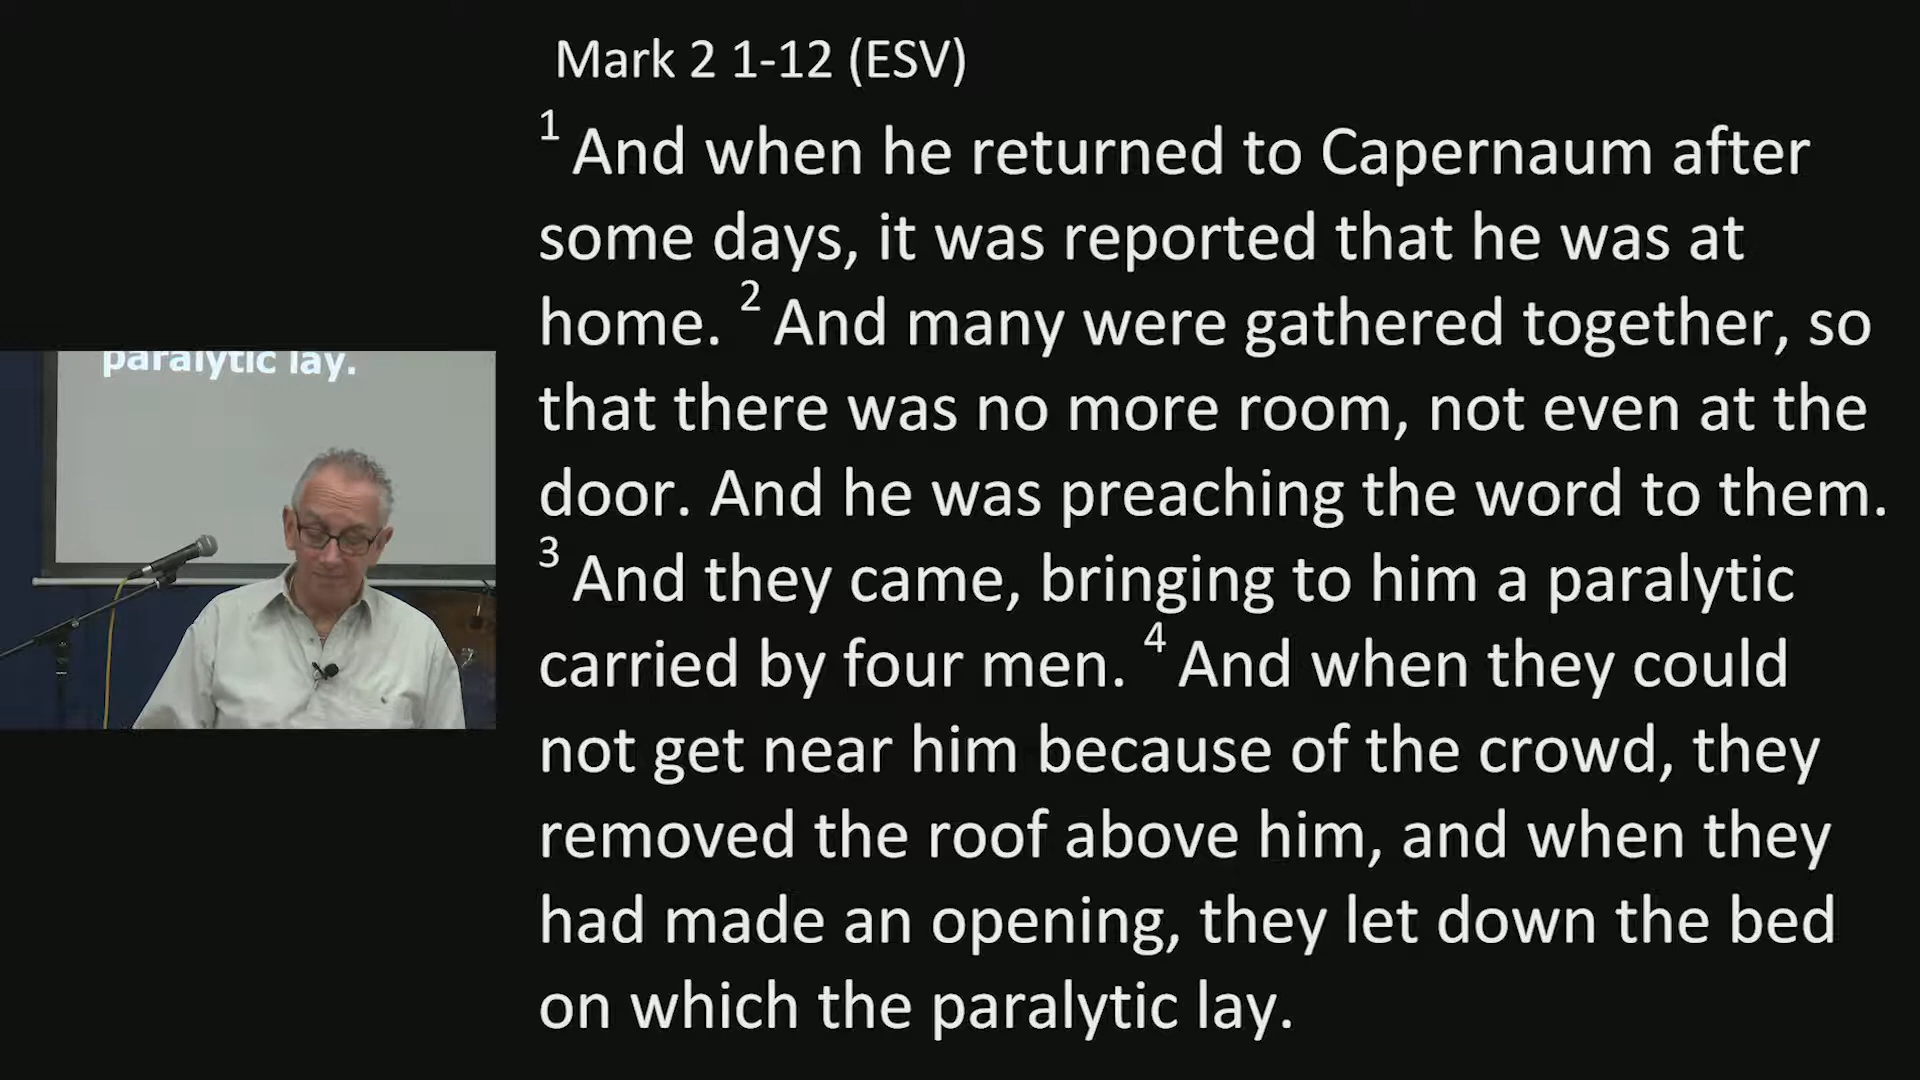 Mark 2 1-12 (ESV)
1 And when he returned to Capernaum after
some days, it was reported that he was at
home. 2 And many were gathered together, so
that there was no more room, not even at the
door. And he was preaching the word to them.
3 And they came, bringing to him a paralytic
carried by four men. 4 And when they could
not get near him because of the crowd, they
removed the roof above him, and when they
had made an opening, they let down the bed
on which the paralytic lay.
paralytic lay.